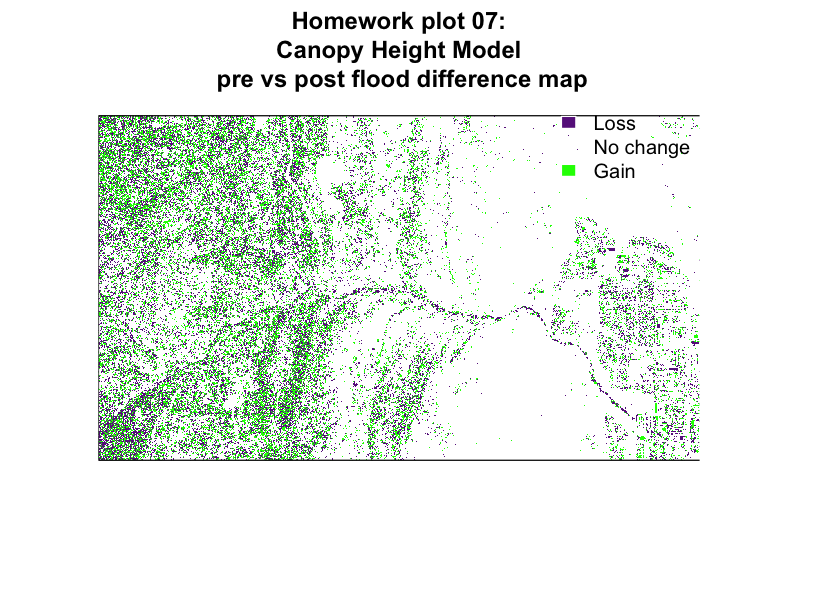 Homework plot 07:
Canopy Height Model
pre vs post flood difference map
Loss
No change
Gain